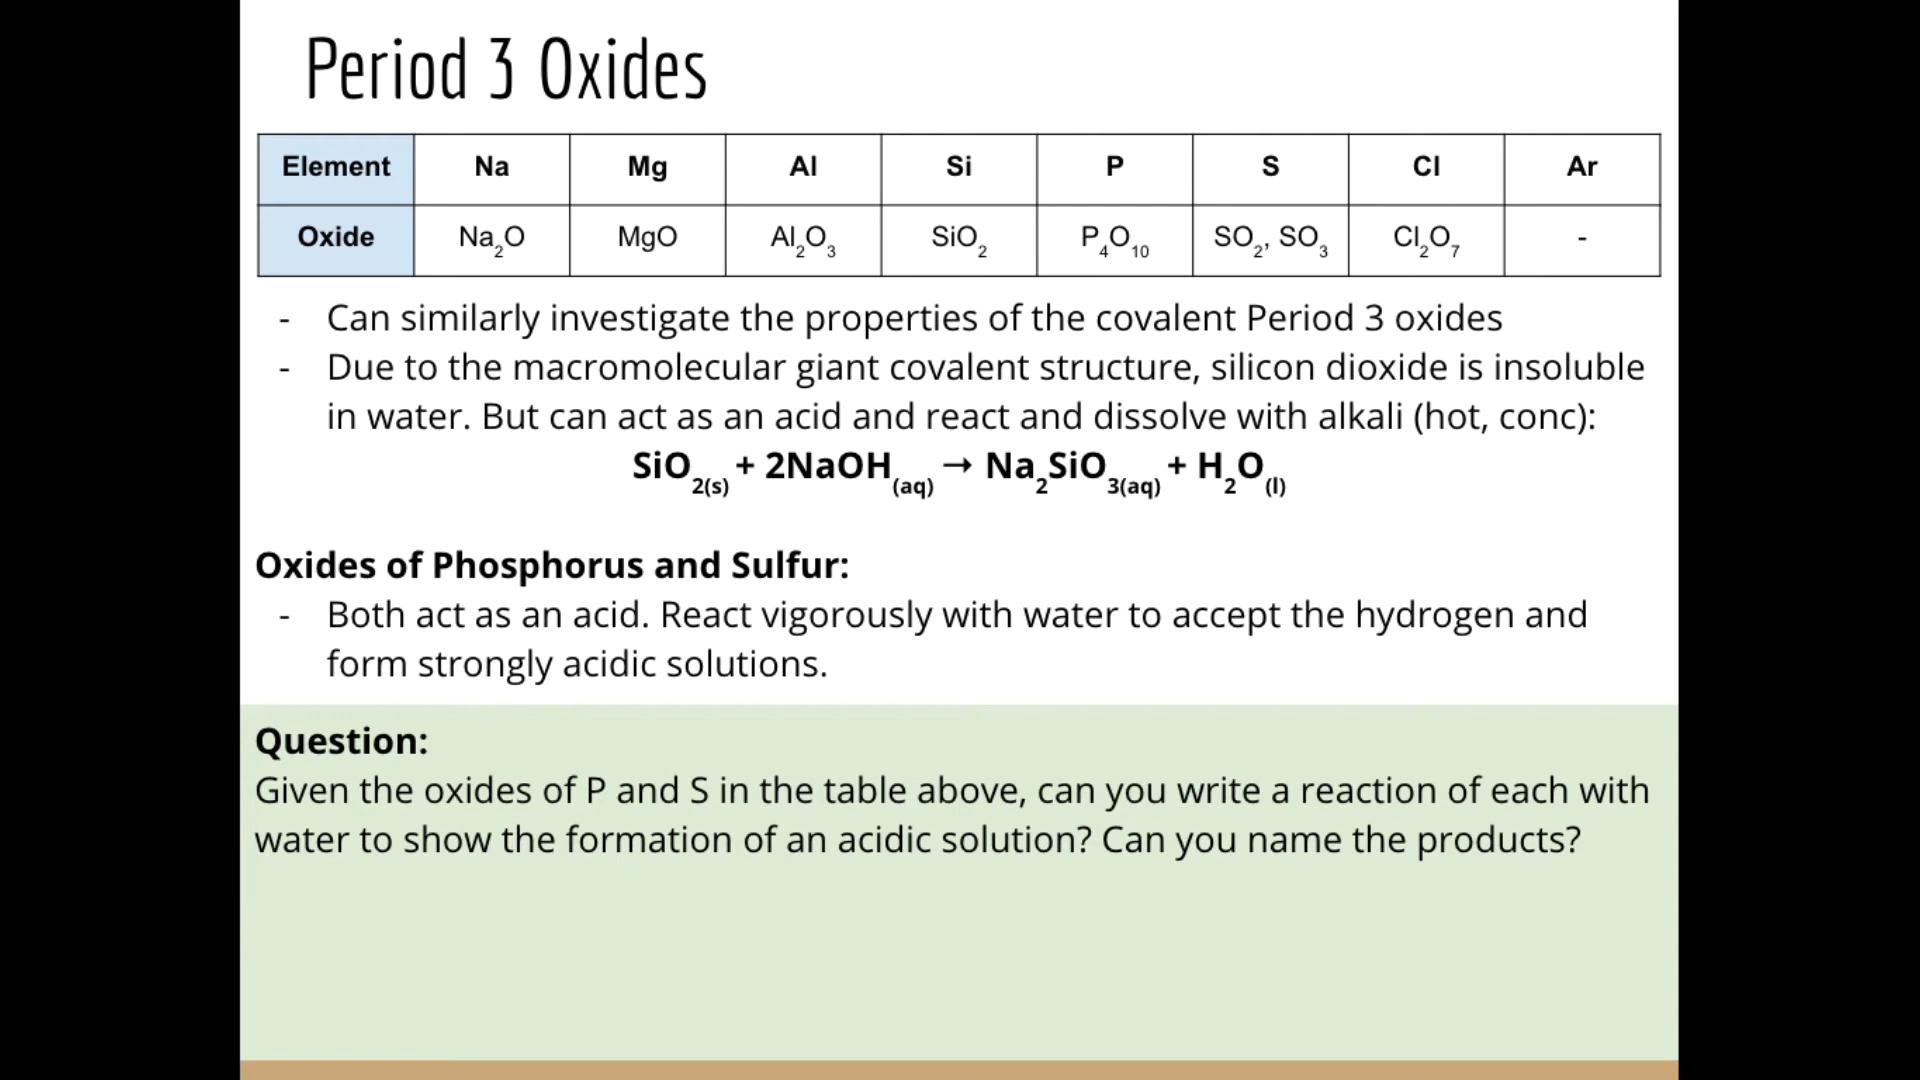 Period 3 Oxides
Element Na Mg Al Si P S Cl Ar
Oxide Na₂O MgO Al₂O₃ SiO₂ P₄O₁₀ SO₂, SO₃ Cl₂O₇ -
- Can similarly investigate the properties of the covalent Period 3 oxides
- Due to the macromolecular giant covalent structure, silicon dioxide is insoluble
in water. But can act as an acid and react and dissolve with alkali (hot, conc):
SiO₂₍s₎ + 2NaOH₍aq₎ → Na₂SiO₃₍aq₎ + H₂O₍l₎
Oxides of Phosphorus and Sulfur:
- Both act as an acid. React vigorously with water to accept the hydrogen and
form strongly acidic solutions.
Question:
Given the oxides of P and S in the table above, can you write a reaction of each with
water to show the formation of an acidic solution? Can you name the products?